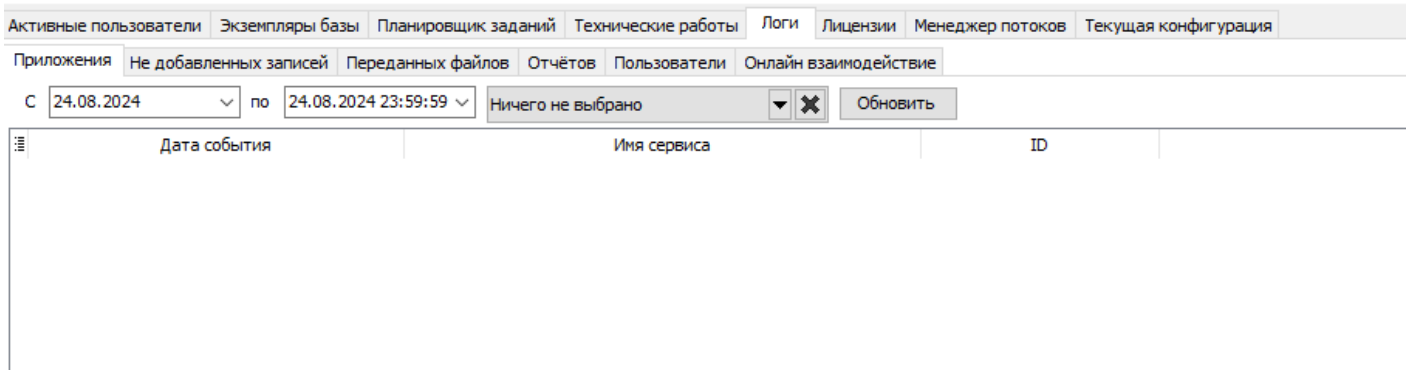 Активные пользователи Экземпляры базы Планировщик заданий Технические работы Логи Лицензии Менеджер потоков Текущая конфигурация
Приложения Не добавленных записей Переданных файлов Отчётов Пользователи Онлайн взаимодействие
С 24.08.2024 по 24.08.2024 23:59:59 Ничего не выбрано Обновить
Дата события Имя сервиса ID